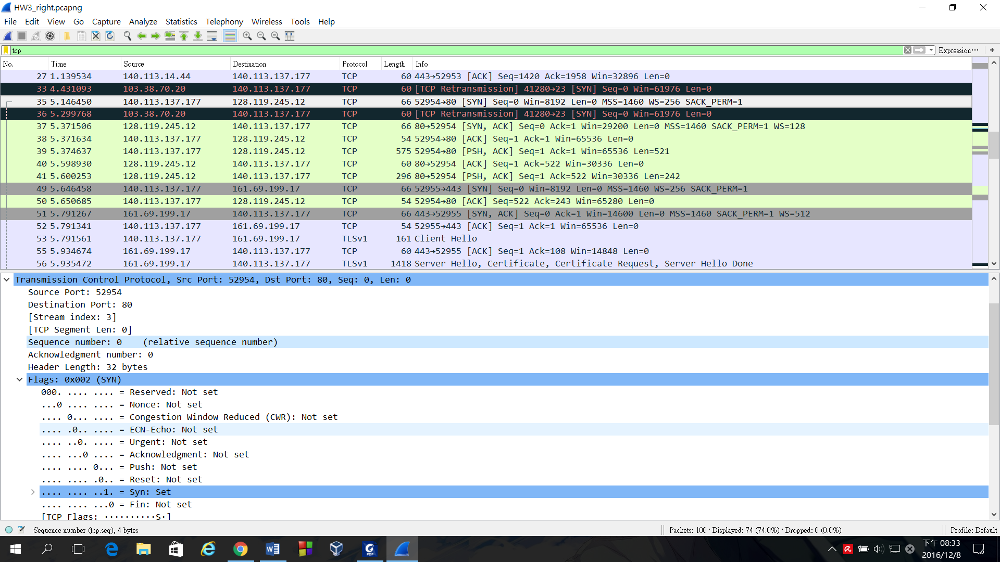 HW3_right.pcapng
File Edit View Go Capture Analyze Statistics Telephony Wireless Tools Help
tcp Expression… +
No. Time Source Destination Protocol Length Info
27 1.139534 140.113.14.44 140.113.137.177 TCP 60 443→52953 [ACK] Seq=1420 Ack=1958 Win=32896 Len=0
33 4.431093 103.38.70.20 140.113.137.177 TCP 60 [TCP Retransmission] 41280→23 [SYN] Seq=0 Win=61976 Len=0
35 5.146450 140.113.137.177 128.119.245.12 TCP 66 52954→80 [SYN] Seq=0 Win=8192 Len=0 MSS=1460 WS=256 SACK_PERM=1
36 5.299768 103.38.70.20 140.113.137.177 TCP 60 [TCP Retransmission] 41280→23 [SYN] Seq=0 Win=61976 Len=0
37 5.371506 128.119.245.12 140.113.137.177 TCP 66 80→52954 [SYN, ACK] Seq=0 Ack=1 Win=29200 Len=0 MSS=1460 SACK_PERM=1 WS=128
38 5.371634 140.113.137.177 128.119.245.12 TCP 54 52954→80 [ACK] Seq=1 Ack=1 Win=65536 Len=0
39 5.374637 140.113.137.177 128.119.245.12 TCP 575 52954→80 [PSH, ACK] Seq=1 Ack=1 Win=65536 Len=521
40 5.598930 128.119.245.12 140.113.137.177 TCP 60 80→52954 [ACK] Seq=1 Ack=522 Win=30336 Len=0
41 5.600253 128.119.245.12 140.113.137.177 TCP 296 80→52954 [PSH, ACK] Seq=1 Ack=522 Win=30336 Len=242
49 5.646458 140.113.137.177 161.69.199.17 TCP 66 52955→443 [SYN] Seq=0 Win=8192 Len=0 MSS=1460 WS=256 SACK_PERM=1
50 5.650685 140.113.137.177 128.119.245.12 TCP 54 52954→80 [ACK] Seq=522 Ack=243 Win=65280 Len=0
51 5.791267 161.69.199.17 140.113.137.177 TCP 66 443→52955 [SYN, ACK] Seq=0 Ack=1 Win=14600 Len=0 MSS=1460 SACK_PERM=1 WS=512
52 5.791341 140.113.137.177 161.69.199.17 TCP 54 52955→443 [ACK] Seq=1 Ack=1 Win=65536 Len=0
53 5.791561 140.113.137.177 161.69.199.17 TLSv1 161 Client Hello
55 5.934674 161.69.199.17 140.113.137.177 TCP 60 443→52955 [ACK] Seq=1 Ack=108 Win=14848 Len=0
56 5.935472 161.69.199.17 140.113.137.177 TLSv1 1418 Server Hello, Certificate, Certificate Request, Server Hello Done
Transmission Control Protocol, Src Port: 52954, Dst Port: 80, Seq: 0, Len: 0
Source Port: 52954
Destination Port: 80
[Stream index: 3]
[TCP Segment Len: 0]
Sequence number: 0 (relative sequence number)
Acknowledgment number: 0
Header Length: 32 bytes
Flags: 0x002 (SYN)
000. .... .... = Reserved: Not set
...0 .... .... = Nonce: Not set
.... 0... .... = Congestion Window Reduced (CWR): Not set
.... .0.. .... = ECN-Echo: Not set
.... ..0. .... = Urgent: Not set
.... ...0 .... = Acknowledgment: Not set
.... .... 0... = Push: Not set
.... .... .0.. = Reset: Not set
.... .... ..1. = Syn: Set
.... .... ...0 = Fin: Not set
[TCP Flags: ··········S·]
Sequence number (tcp.seq), 4 bytes Packets: 100 · Displayed: 74 (74.0%) · Dropped: 0 (0.0%) Profile: Default
下午 08:33
2016/12/8